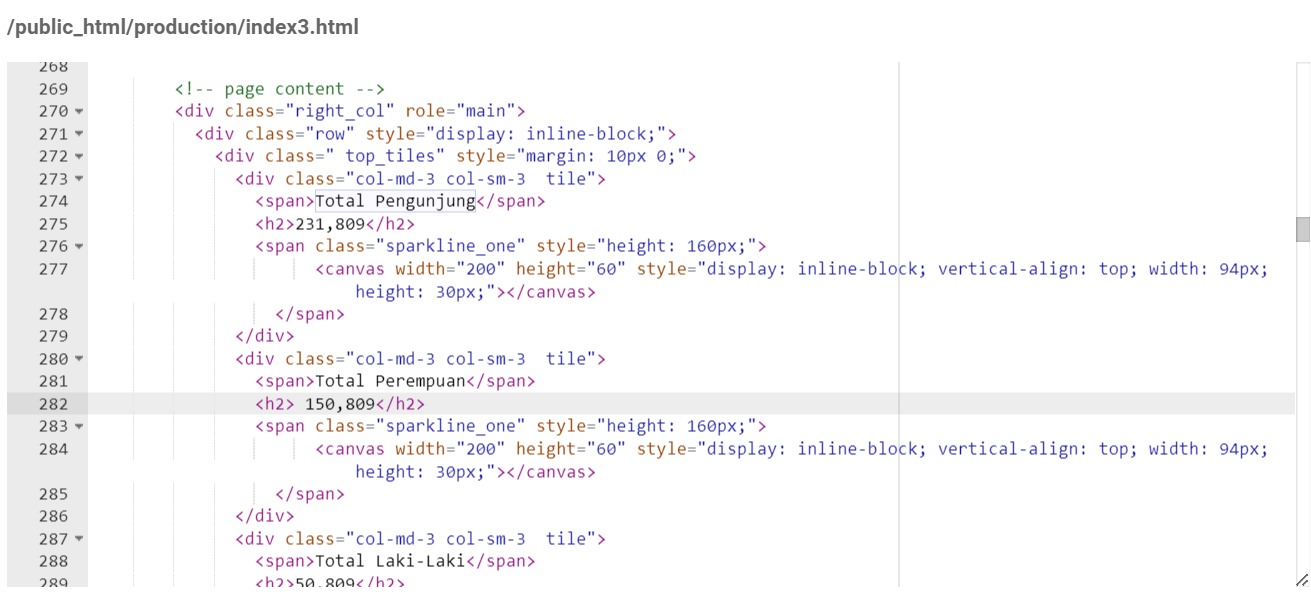 /public_html/production/index3.html
268
269 <!-- page content -->
270 <div class="right_col" role="main">
271 <div class="row" style="display: inline-block;">
272 <div class=" top_tiles" style="margin: 10px 0;">
273 <div class="col-md-3 col-sm-3  tile">
274 <span>Total Pengunjung</span>
275 <h2>231,809</h2>
276 <span class="sparkline_one" style="height: 160px;">
277 <canvas width="200" height="60" style="display: inline-block; vertical-align: top; width: 94px;
height: 30px;"></canvas>
278 </span>
279 </div>
280 <div class="col-md-3 col-sm-3  tile">
281 <span>Total Perempuan</span>
282 <h2> 150,809</h2>
283 <span class="sparkline_one" style="height: 160px;">
284 <canvas width="200" height="60" style="display: inline-block; vertical-align: top; width: 94px;
height: 30px;"></canvas>
285 </span>
286 </div>
287 <div class="col-md-3 col-sm-3  tile">
288 <span>Total Laki-Laki</span>
289 <h2>50,809</h2>